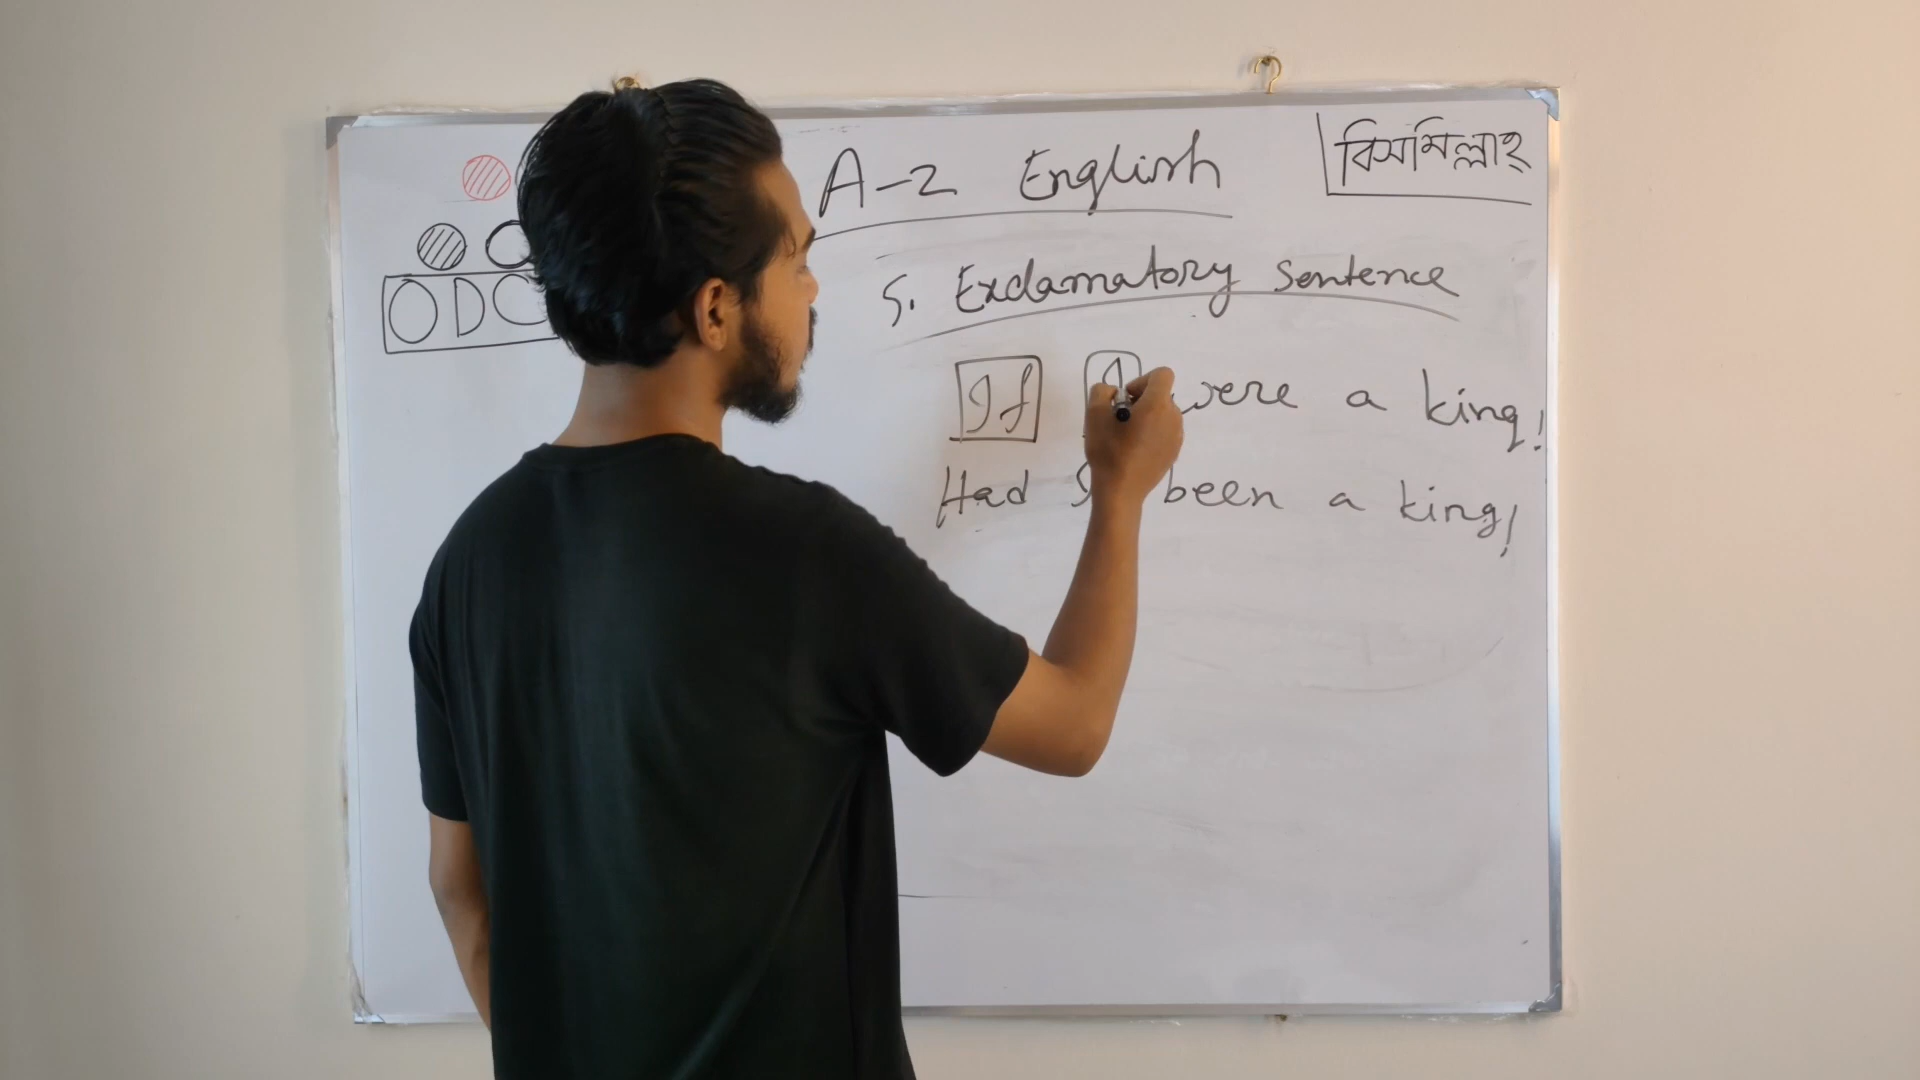 A-Z English
বিসমিল্লাহ
5. Exclamatory Sentence
If I were a king!
Had I been a king!